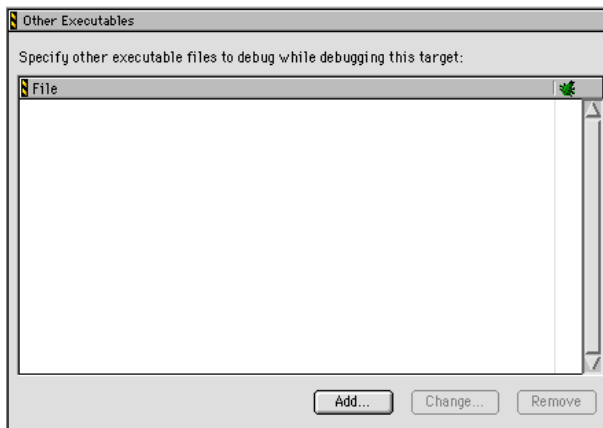 Other Executables
Specify other executable files to debug while debugging this target:
File
Add...
Change...
Remove